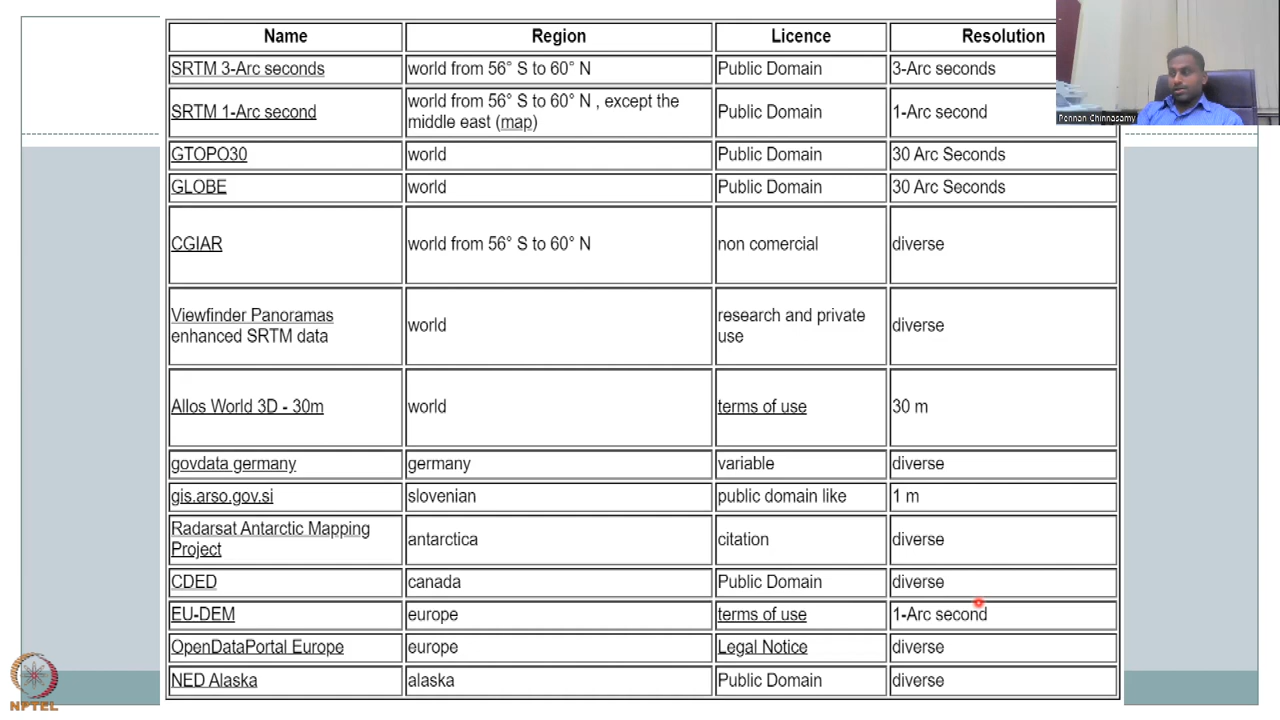 Name Region Licence Resolution
SRTM 3-Arc seconds world from 56° S to 60° N Public Domain 3-Arc seconds
SRTM 1-Arc second world from 56° S to 60° N , except the middle east (map) Public Domain 1-Arc second
GTOPO30 world Public Domain 30 Arc Seconds
GLOBE world Public Domain 30 Arc Seconds
CGIAR world from 56° S to 60° N non comercial diverse
Viewfinder Panoramas enhanced SRTM data world research and private use diverse
Allos World 3D - 30m world terms of use 30 m
govdata germany germany variable diverse
gis.arso.gov.si slovenian public domain like 1 m
Radarsat Antarctic Mapping Project antarctica citation diverse
CDED canada Public Domain diverse
EU-DEM europe terms of use 1-Arc second
OpenDataPortal Europe europe Legal Notice diverse
NED Alaska alaska Public Domain diverse
Pennan Chinnasamy
NPTEL